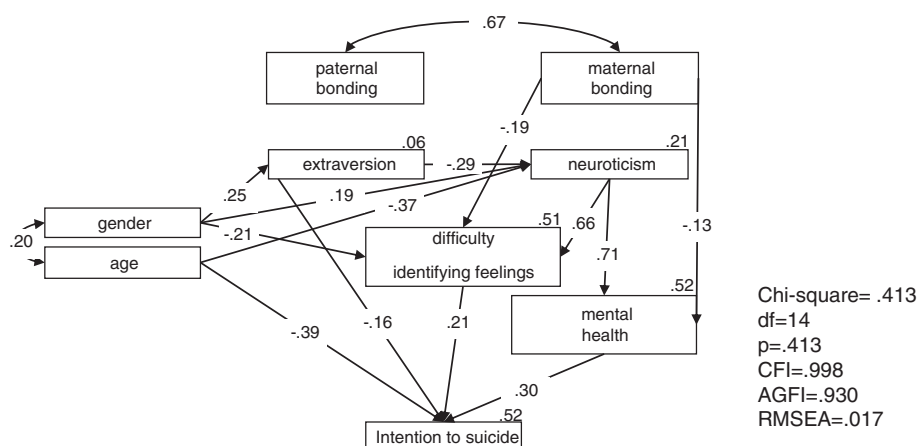 .67
paternal
bonding
maternal
bonding
-.19
.06
.21
extraversion
-.29
neuroticism
.25
.19
-.37
gender
-.21
.51
.66
-.13
.20
difficulty
identifying feelings
age
.71
.52
-.39
-.16
.21
mental
health
.30
.52
Intention to suicide
Chi-square= .413
df=14
p=.413
CFI=.998
AGFI=.930
RMSEA=.017